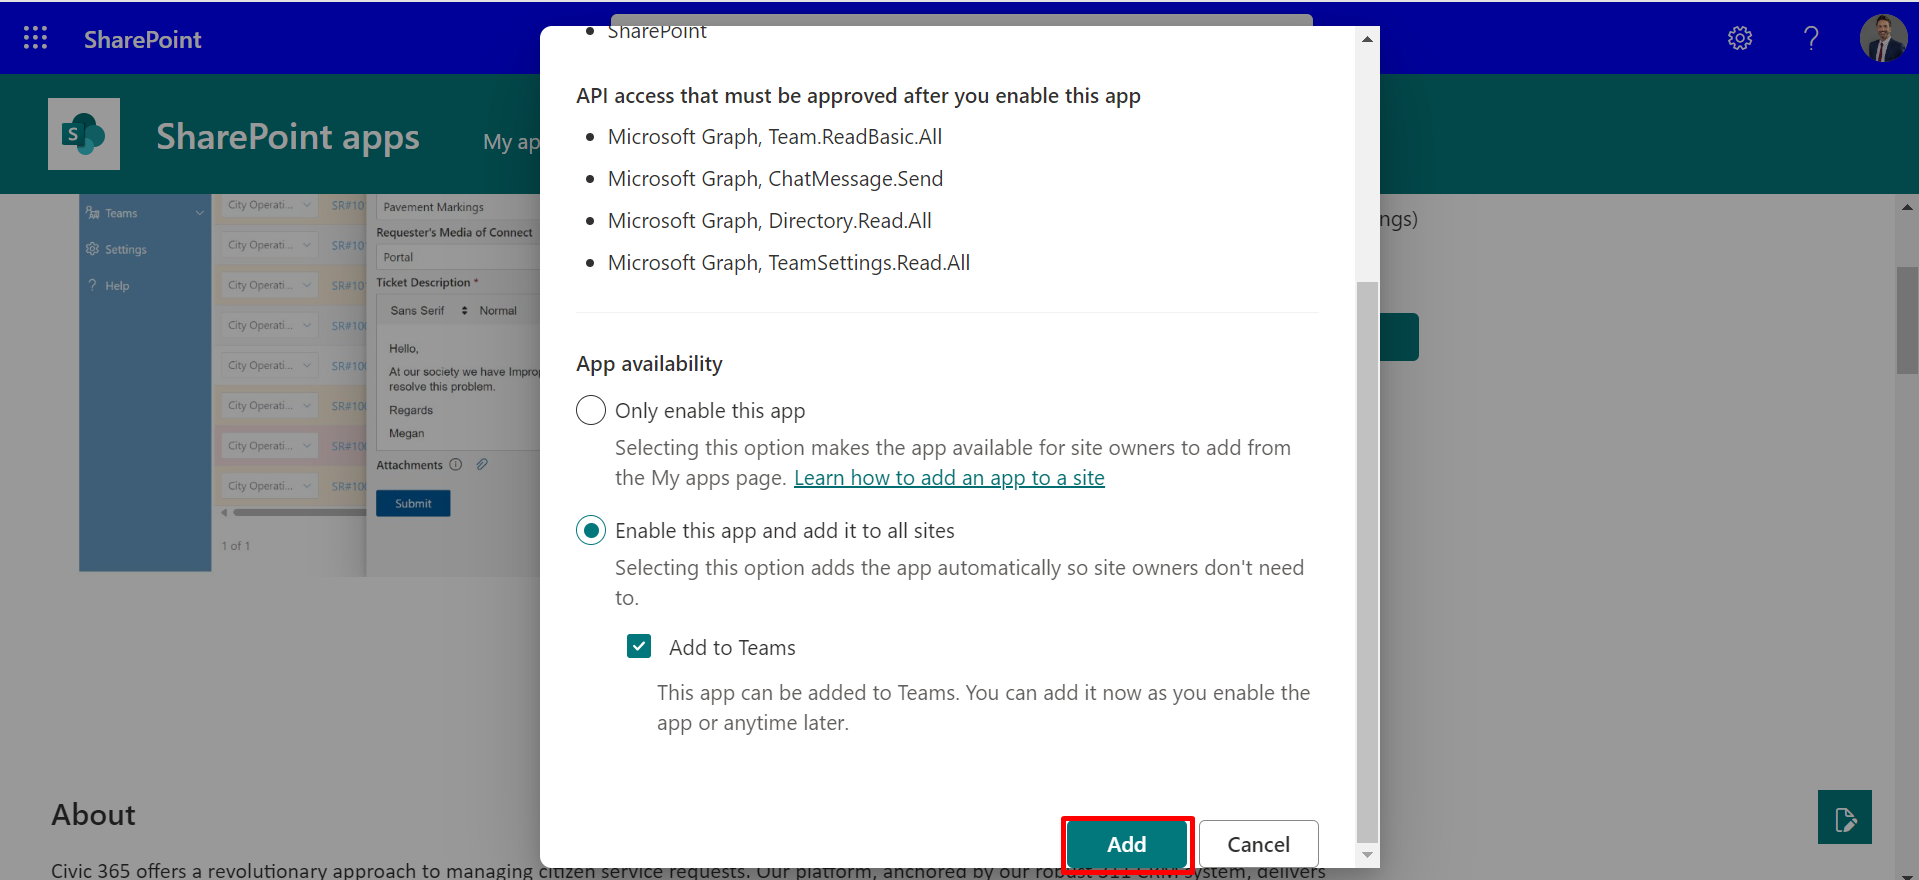 SharePoint
SharePoint apps
My ap
SharePoint
API access that must be approved after you enable this app
• Microsoft Graph, Team.ReadBasic.All
• Microsoft Graph, ChatMessage.Send
• Microsoft Graph, Directory.Read.All
• Microsoft Graph, TeamSettings.Read.All
App availability
Only enable this app
Selecting this option makes the app available for site owners to add from
the My apps page. Learn how to add an app to a site
Enable this app and add it to all sites
Selecting this option adds the app automatically so site owners don't need
to.
Add to Teams
This app can be added to Teams. You can add it now as you enable the
app or anytime later.
Add
Cancel
Teams
Settings
? Help
City Operati... SR#10
City Operati... SR#10
City Operati... SR#10
City Operati... SR#10
City Operati... SR#10
City Operati... SR#10
City Operati... SR#10
City Operati... SR#10
1 of 1
Pavement Markings
Requester's Media of Connect
Portal
Ticket Description *
Sans Serif Normal
Hello,
At our society we have Improp
resolve this problem.
Regards
Megan
Attachments
Submit
ngs)
About
Civic 365 offers a revolutionary approach to managing citizen service requests. Our platform, anchored by our robust 311 CRM system, delivers